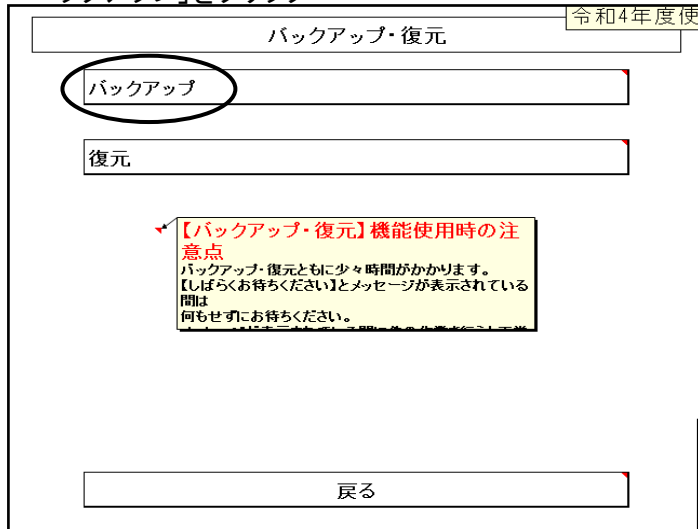 令和4年度使
バックアップ・復元
バックアップ
復元
【バックアップ・復元】機能使用時の注
意点
バックアップ・復元ともに少々時間がかかります。
【しばらくお待ちください】とメッセージが表示されている
間は
何もせずにお待ちください。
戻る